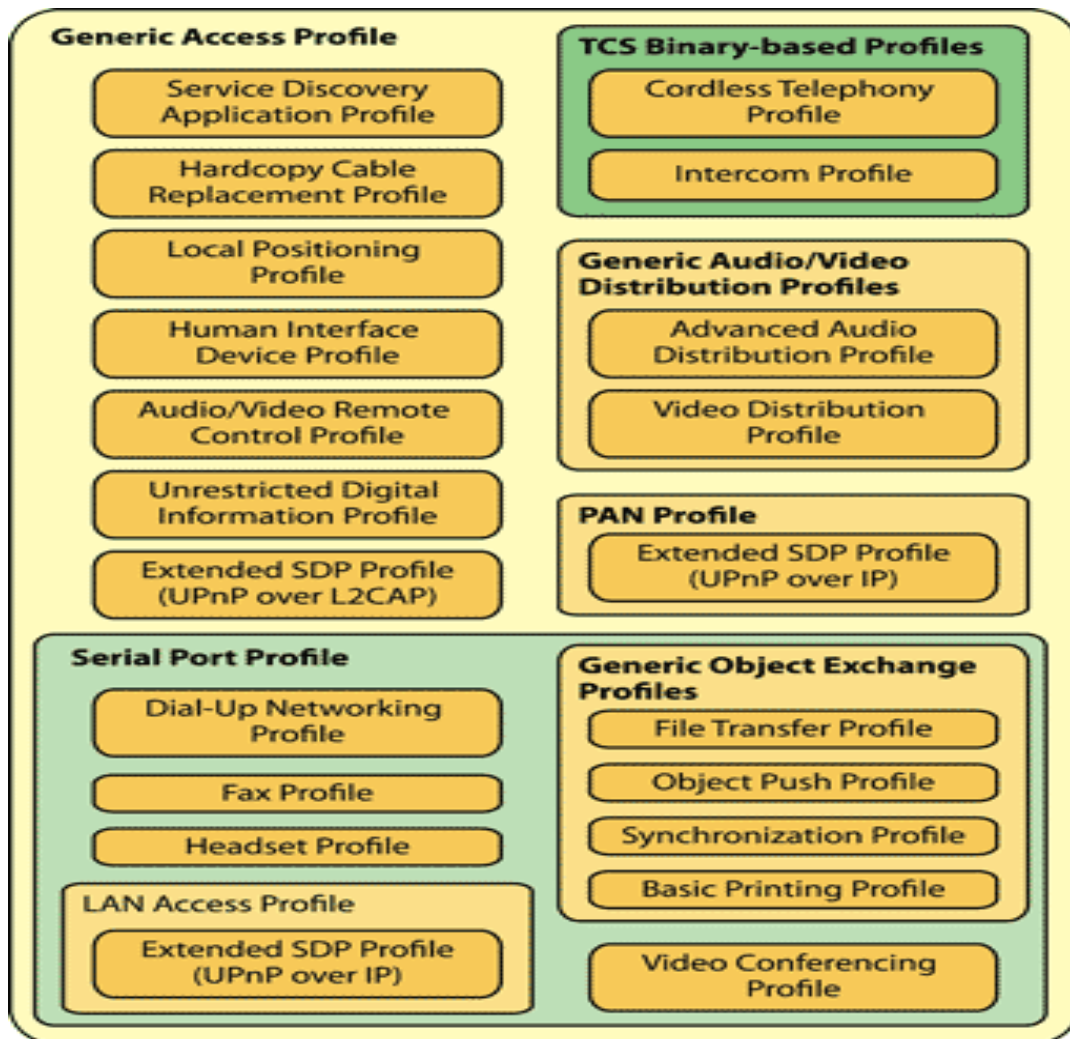 Generic Access Profile
Service Discovery
Application Profile
Hardcopy Cable
Replacement Profile
Local Positioning
Profile
Human Interface
Device Profile
Audio/Video Remote
Control Profile
Unrestricted Digital
Information Profile
Extended SDP Profile
(UPnP over L2CAP)
TCS Binary-based Profiles
Cordless Telephony
Profile
Intercom Profile
Generic Audio/Video
Distribution Profiles
Advanced Audio
Distribution Profile
Video Distribution
Profile
PAN Profile
Extended SDP Profile
(UPnP over IP)
Serial Port Profile
Dial-Up Networking
Profile
Fax Profile
Headset Profile
LAN Access Profile
Extended SDP Profile
(UPnP over IP)
Generic Object Exchange
Profiles
File Transfer Profile
Object Push Profile
Synchronization Profile
Basic Printing Profile
Video Conferencing
Profile